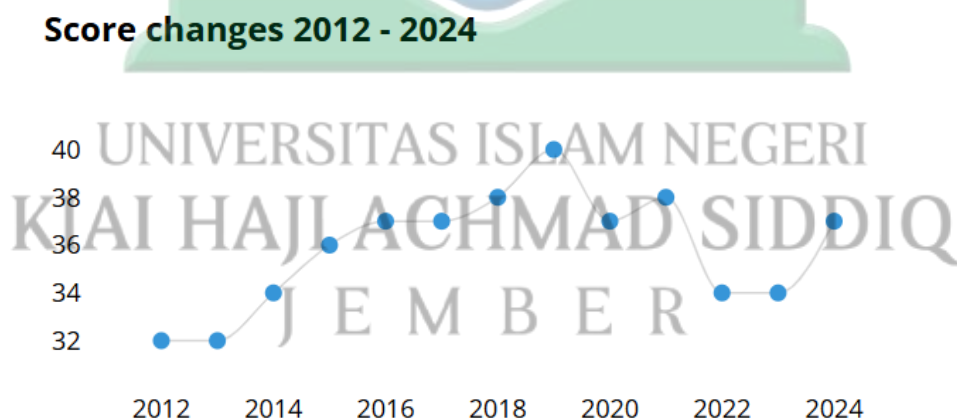 Score changes 2012 - 2024
40
UNIVERSITAS ISLAM NEGERI
38
KIAI HAJI ACHMAD SIDDIQ
36
34
J E M B E R
32
2012 2014 2016 2018 2020 2022 2024